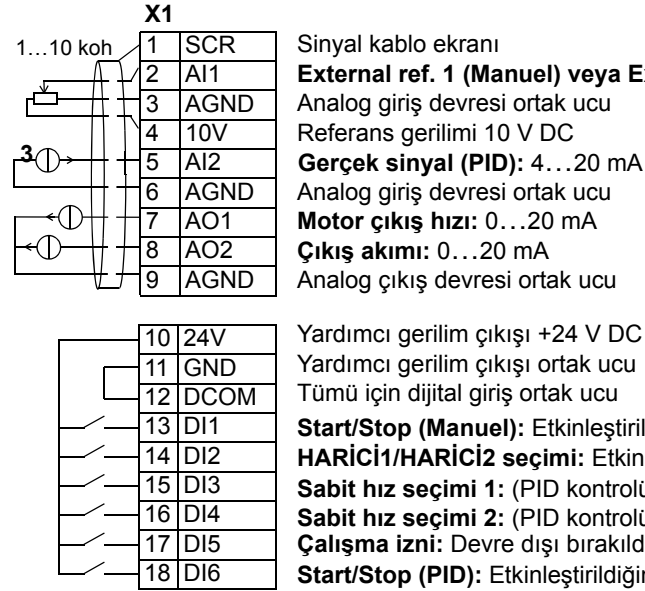 X1
1…10 koh
1 SCR Sinyal kablo ekranı
2 AI1 External ref. 1 (Manuel) veya
3 AGND Analog giriş devresi ortak ucu
4 10V Referans gerilimi 10 V DC
3
5 AI2 Gerçek sinyal (PID): 4…20 mA
6 AGND Analog giriş devresi ortak ucu
7 AO1 Motor çıkış hızı: 0…20 mA
8 AO2 Çıkış akımı: 0…20 mA
9 AGND Analog çıkış devresi ortak ucu
10 24V Yardımcı gerilim çıkışı +24 V DC
11 GND Yardımcı gerilim çıkışı ortak ucu
12 DCOM Tümü için dijital giriş ortak ucu
13 DI1 Start/Stop (Manuel): Etkinleştiril
14 DI2 HARİCİ1/HARİCİ2 seçimi: Etkin
15 DI3 Sabit hız seçimi 1: (PID kontrolü
16 DI4 Sabit hız seçimi 2: (PID kontrolü
17 DI5 Çalışma izni: Devre dışı bırakıld
18 DI6 Start/Stop (PID): Etkinleştirildiğin